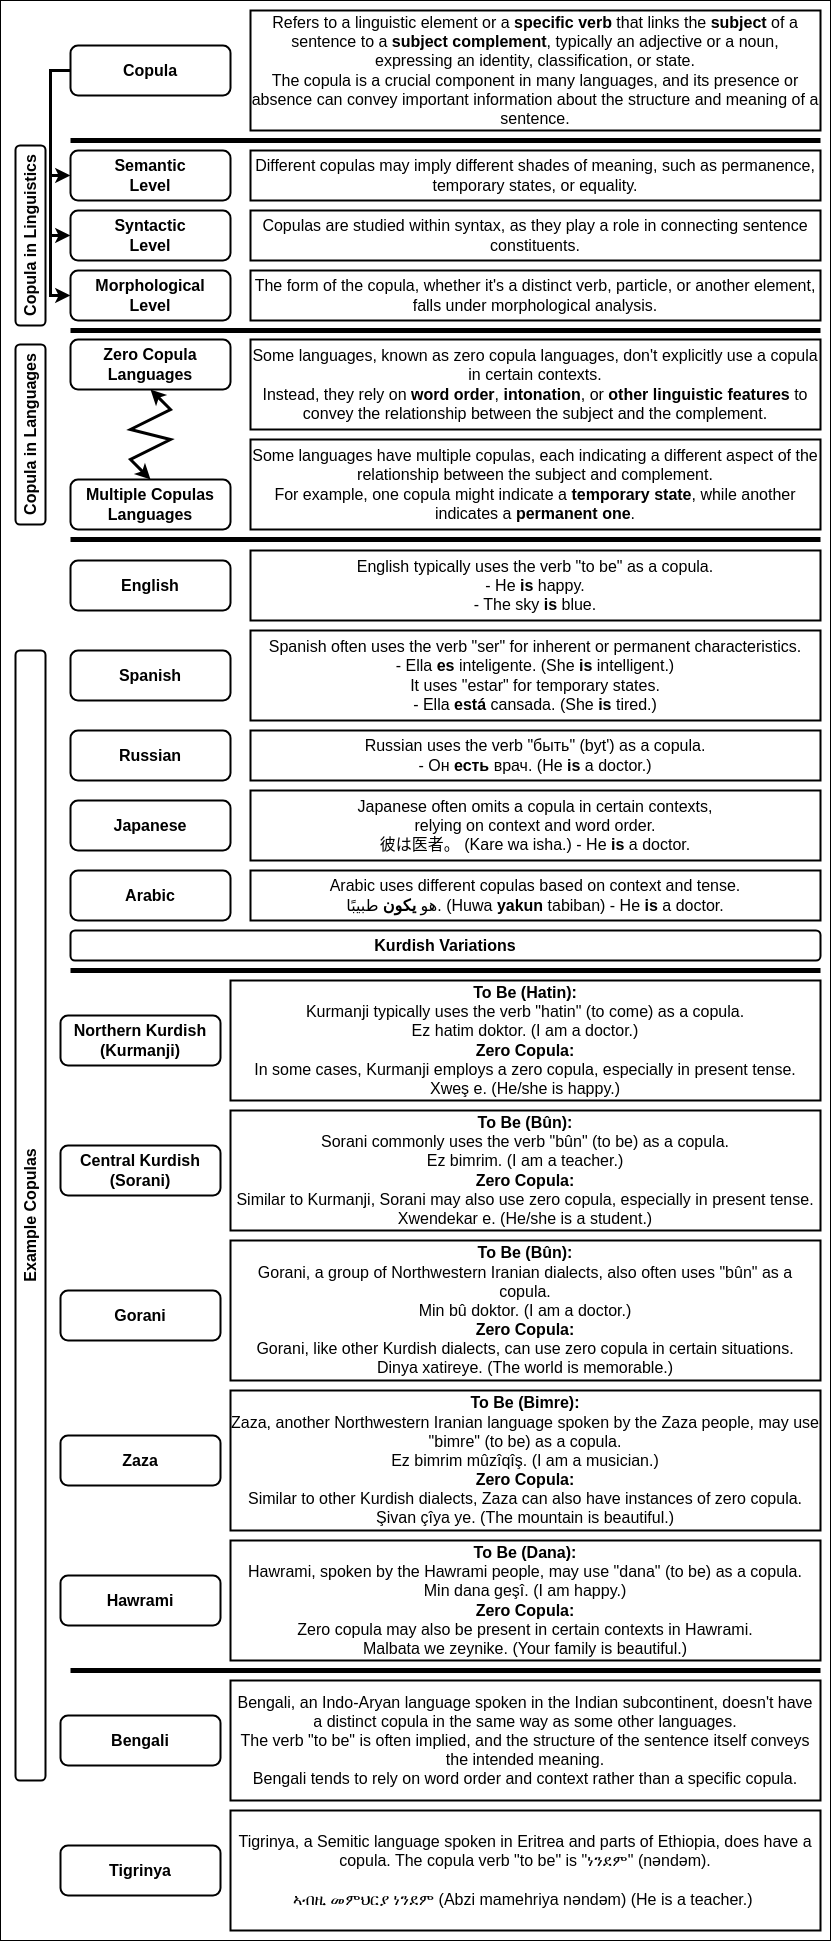 Copula
Refers to a linguistic element or a specific verb that links the subject of a
sentence to a subject complement, typically an adjective or a noun,
expressing an identity, classification, or state.
The copula is a crucial component in many languages, and its presence or
absence can convey important information about the structure and meaning of a
sentence.
Copula in Linguistics
Semantic
Level
Different copulas may imply different shades of meaning, such as permanence,
temporary states, or equality.
Syntactic
Level
Copulas are studied within syntax, as they play a role in connecting sentence
constituents.
Morphological
Level
The form of the copula, whether it's a distinct verb, particle, or another element,
falls under morphological analysis.
Copula in Languages
Zero Copula
Languages
Some languages, known as zero copula languages, don't explicitly use a copula
in certain contexts.
Instead, they rely on word order, intonation, or other linguistic features to
convey the relationship between the subject and the complement.
Multiple Copulas
Languages
Some languages have multiple copulas, each indicating a different aspect of the
relationship between the subject and complement.
For example, one copula might indicate a temporary state, while another
indicates a permanent one.
Example Copulas
English
English typically uses the verb "to be" as a copula.
- He is happy.
- The sky is blue.
Spanish
Spanish often uses the verb "ser" for inherent or permanent characteristics.
- Ella es inteligente. (She is intelligent.)
It uses "estar" for temporary states.
- Ella está cansada. (She is tired.)
Russian
Russian uses the verb "быть" (byt') as a copula.
- Он есть врач. (He is a doctor.)
Japanese
Japanese often omits a copula in certain contexts,
relying on context and word order.
彼は医者。 (Kare wa isha.) - He is a doctor.
Arabic
Arabic uses different copulas based on context and tense.
هو يكون طبيبًا. (Huwa yakun tabiban) - He is a doctor.
Kurdish Variations
Northern Kurdish
(Kurmanji)
To Be (Hatin):
Kurmanji typically uses the verb "hatin" (to come) as a copula.
Ez hatim doktor. (I am a doctor.)
Zero Copula:
In some cases, Kurmanji employs a zero copula, especially in present tense.
Xweş e. (He/she is happy.)
Central Kurdish
(Sorani)
To Be (Bûn):
Sorani commonly uses the verb "bûn" (to be) as a copula.
Ez bimrim. (I am a teacher.)
Zero Copula:
Similar to Kurmanji, Sorani may also use zero copula, especially in present tense.
Xwendekar e. (He/she is a student.)
Gorani
To Be (Bûn):
Gorani, a group of Northwestern Iranian dialects, also often uses "bûn" as a
copula.
Min bû doktor. (I am a doctor.)
Zero Copula:
Gorani, like other Kurdish dialects, can use zero copula in certain situations.
Dinya xatireye. (The world is memorable.)
Zaza
To Be (Bimre):
Zaza, another Northwestern Iranian language spoken by the Zaza people, may use
"bimre" (to be) as a copula.
Ez bimrim mûzîqîş. (I am a musician.)
Zero Copula:
Similar to other Kurdish dialects, Zaza can also have instances of zero copula.
Şivan çîya ye. (The mountain is beautiful.)
Hawrami
To Be (Dana):
Hawrami, spoken by the Hawrami people, may use "dana" (to be) as a copula.
Min dana geşî. (I am happy.)
Zero Copula:
Zero copula may also be present in certain contexts in Hawrami.
Malbata we zeynike. (Your family is beautiful.)
Bengali
Bengali, an Indo-Aryan language spoken in the Indian subcontinent, doesn't have
a distinct copula in the same way as some other languages.
The verb "to be" is often implied, and the structure of the sentence itself conveys
the intended meaning.
Bengali tends to rely on word order and context rather than a specific copula.
Tigrinya
Tigrinya, a Semitic language spoken in Eritrea and parts of Ethiopia, does have a
copula. The copula verb "to be" is "ነንደም" (nəndəm).
ኣብዚ መምህርያ ነንደም (Abzi mamehriya nəndəm) (He is a teacher.)